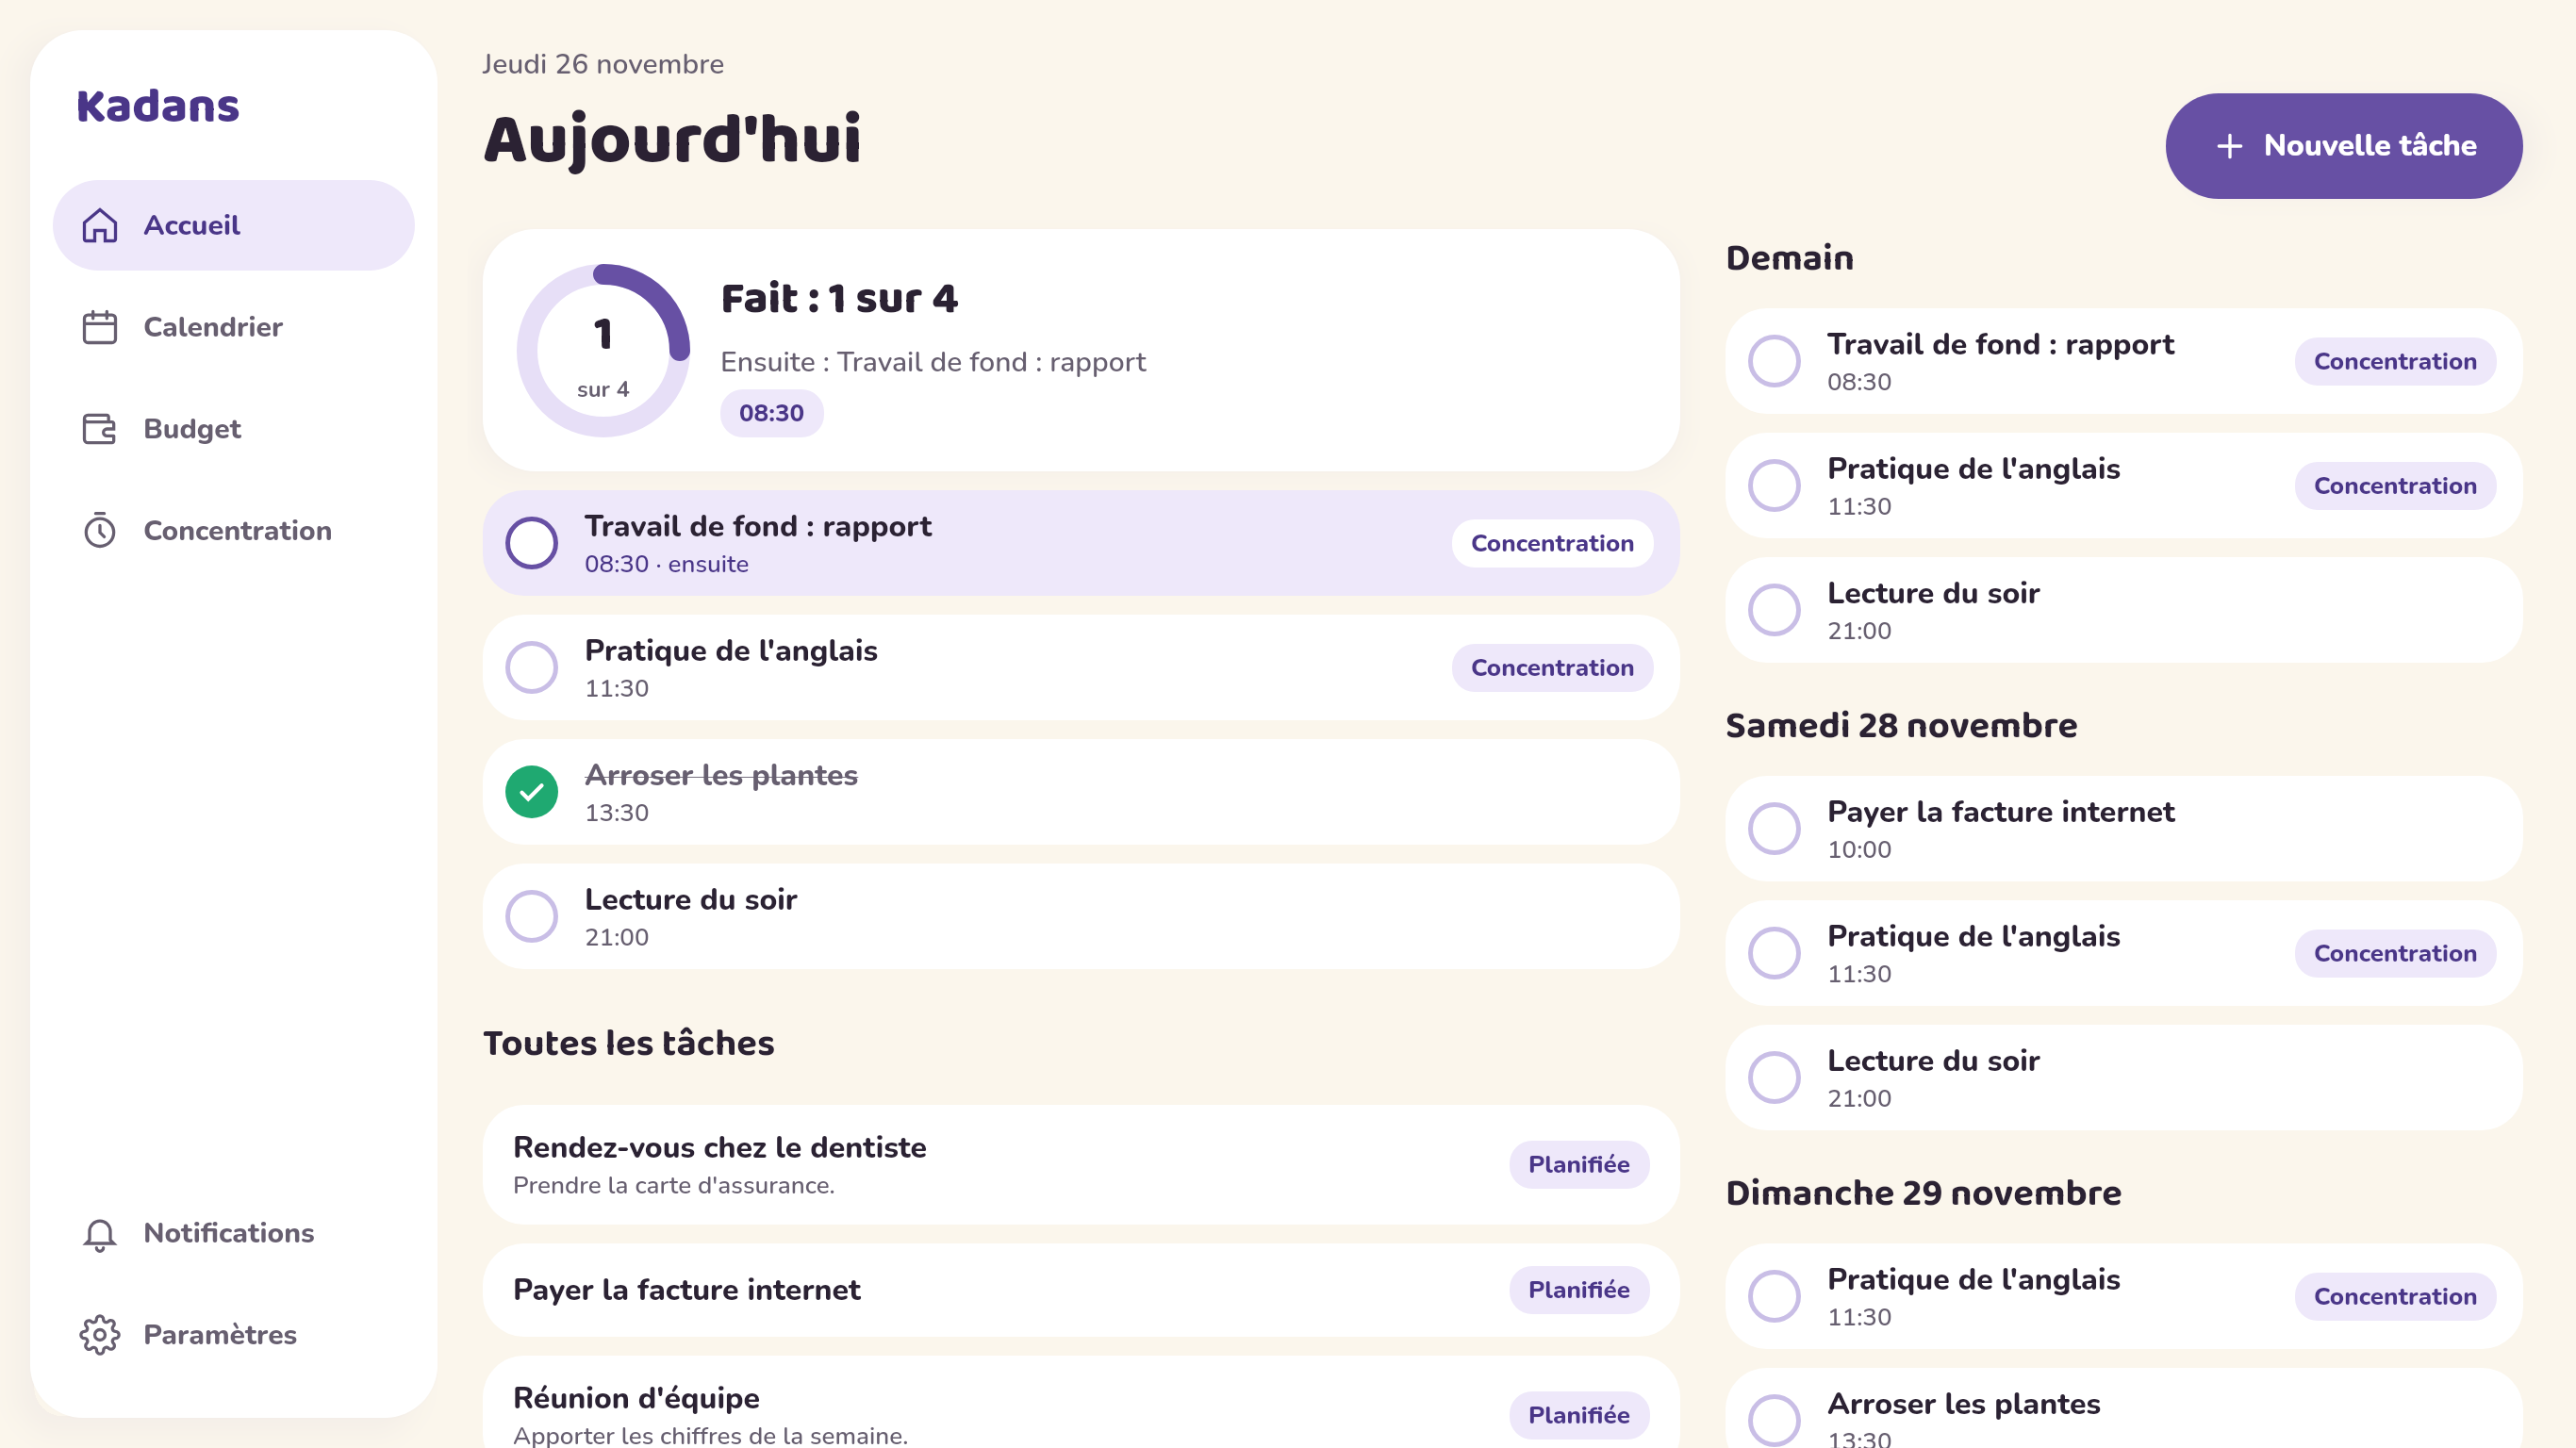 Kadans
Accueil
Calendrier
Budget
Concentration
Notifications
Paramètres
Jeudi 26 novembre
Aujourd'hui
Nouvelle tâche
1
sur 4
Fait : 1 sur 4
Ensuite : Travail de fond : rapport
08:30
Travail de fond : rapport
08:30 · ensuite
Concentration
Pratique de l'anglais
11:30
Concentration
Arroser les plantes
13:30
Lecture du soir
21:00
Toutes les tâches
Rendez-vous chez le dentiste
Prendre la carte d'assurance.
Planifiée
Payer la facture internet
Planifiée
Réunion d'équipe
Apporter les chiffres de la semaine.
Planifiée
Demain
Travail de fond : rapport
08:30
Concentration
Pratique de l'anglais
11:30
Concentration
Lecture du soir
21:00
Samedi 28 novembre
Payer la facture internet
10:00
Pratique de l'anglais
11:30
Concentration
Lecture du soir
21:00
Dimanche 29 novembre
Pratique de l'anglais
11:30
Concentration
Arroser les plantes
13:30